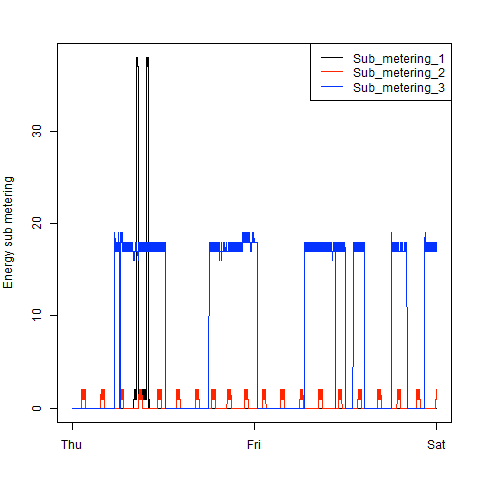 Sub_metering_1
Sub_metering_2
Sub_metering_3
Energy sub metering
30
20
10
0
Thu Fri Sat